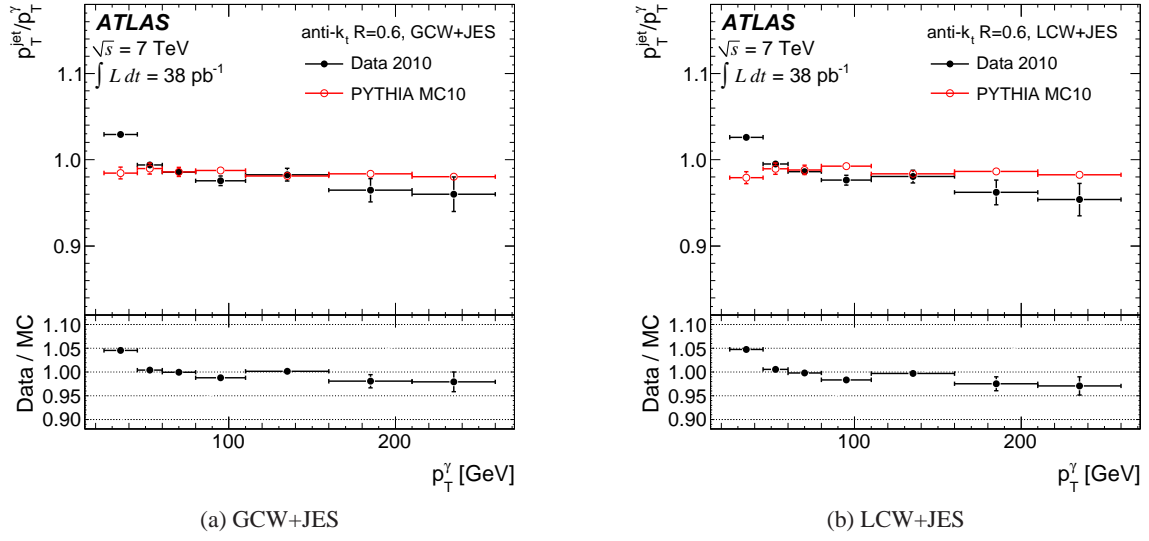 p_T^jet/p_T^γ
ATLAS
√s = 7 TeV
∫ L dt = 38 pb⁻¹
anti-k_t R=0.6, GCW+JES
Data 2010
PYTHIA MC10
1.1
1.0
0.9
Data / MC
1.10
1.05
1.00
0.95
0.90
100 200
p_T^γ [GeV]
(a) GCW+JES
p_T^jet/p_T^γ
ATLAS
√s = 7 TeV
∫ L dt = 38 pb⁻¹
anti-k_t R=0.6, LCW+JES
Data 2010
PYTHIA MC10
1.1
1.0
0.9
Data / MC
1.10
1.05
1.00
0.95
0.90
100 200
p_T^γ [GeV]
(b) LCW+JES